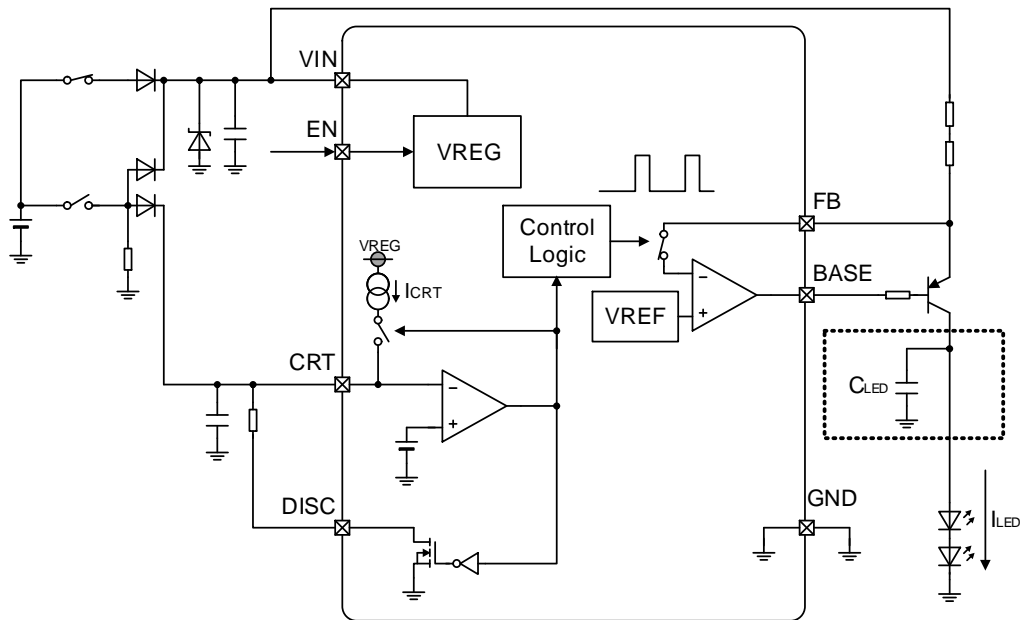 VIN
EN
VREG
FB
Control
Logic
VREG
ICRT
BASE
VREF
CRT
−
+
−
+
CLED
DISC
GND
ILED